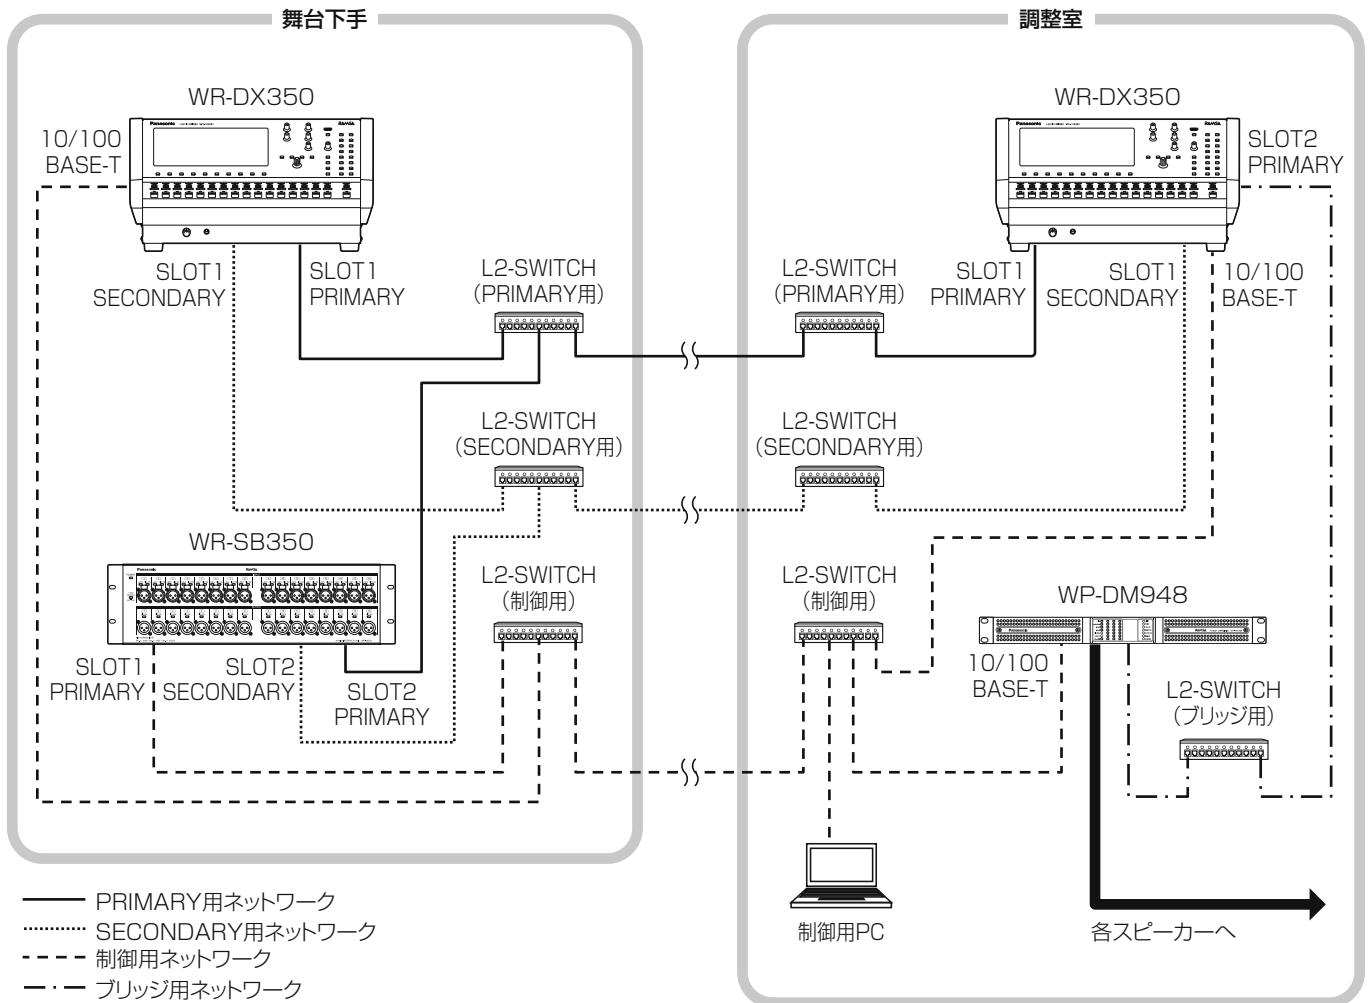 舞台下手
調整室
WR-DX350
10/100
BASE-T
Panasonic
RAMSA
SLOT1
SECONDARY
SLOT1
PRIMARY
L2-SWITCH
（PRIMARY用）
L2-SWITCH
（SECONDARY用）
WR-SB350
Panasonic
RAMSA
L2-SWITCH
（制御用）
SLOT1
PRIMARY
SLOT2
SECONDARY
SLOT2
PRIMARY
WR-DX350
Panasonic
RAMSA
SLOT2
PRIMARY
L2-SWITCH
（PRIMARY用）
SLOT1
PRIMARY
SLOT1
SECONDARY
10/100
BASE-T
L2-SWITCH
（SECONDARY用）
L2-SWITCH
（制御用）
WP-DM948
Panasonic
RAMSA
10/100
BASE-T
L2-SWITCH
（ブリッジ用）
制御用PC
各スピーカーへ
PRIMARY用ネットワーク
SECONDARY用ネットワーク
制御用ネットワーク
ブリッジ用ネットワーク